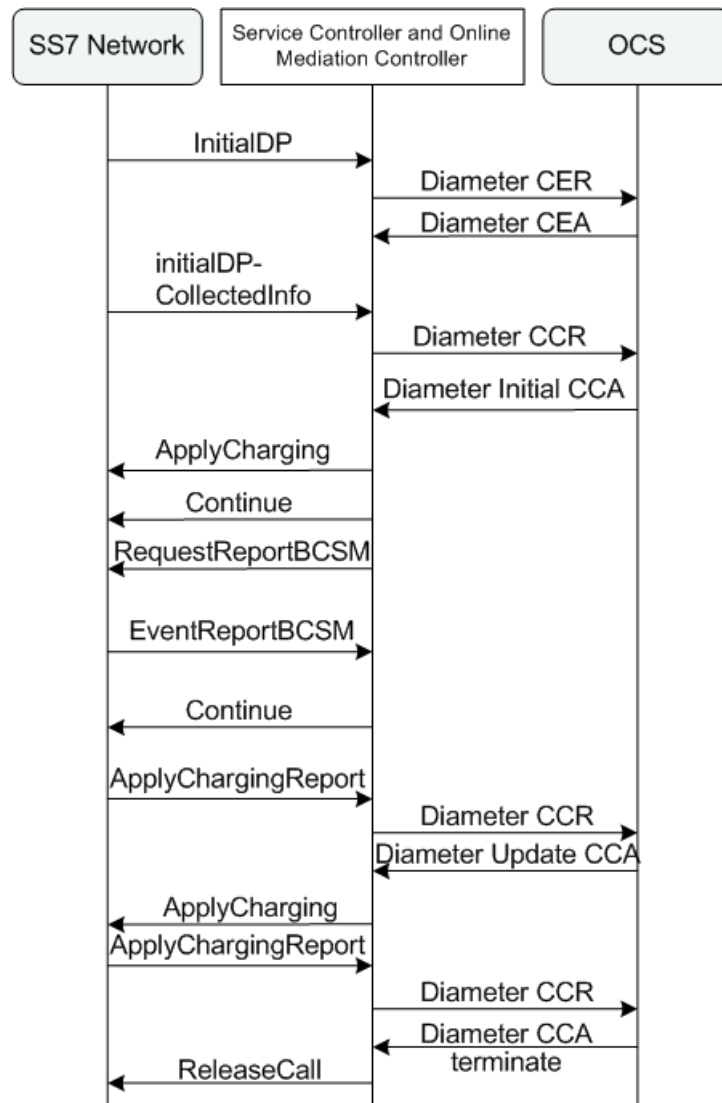 SS7 Network
Service Controller and Online
Mediation Controller
OCS
InitialDP
Diameter CER
Diameter CEA
initialDP-
CollectedInfo
Diameter CCR
Diameter Initial CCA
ApplyCharging
Continue
RequestReportBCSM
EventReportBCSM
Continue
ApplyChargingReport
Diameter CCR
Diameter Update CCA
ApplyCharging
ApplyChargingReport
Diameter CCR
Diameter CCA
terminate
ReleaseCall